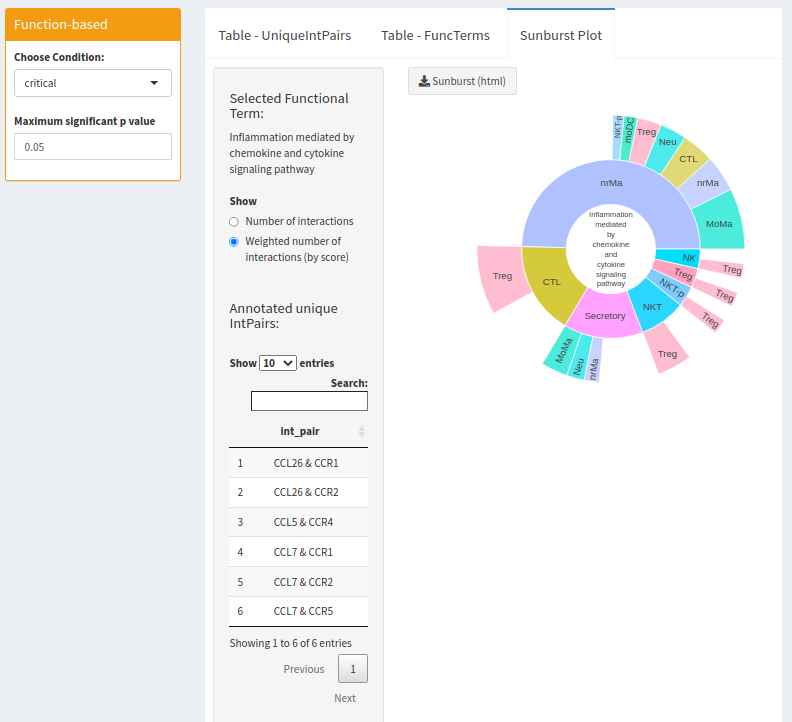 Function-based
Choose Condition:
critical
Maximum significant p value
0.05
Table - UniqueIntPairs
Table - FuncTerms
Sunburst Plot
Selected Functional
Term:
Inflammation mediated by
chemokine and cytokine
signaling pathway
Show
Number of interactions
Weighted number of
interactions (by score)
Annotated unique
IntPairs:
Show 10 entries
Search:
int_pair
1 CCL26 & CCR1
2 CCL26 & CCR2
3 CCL5 & CCR4
4 CCL7 & CCR1
5 CCL7 & CCR2
6 CCL7 & CCR5
Showing 1 to 6 of 6 entries
Previous
1
Next
Sunburst (html)
NKT-p
moDC
Treg
Neu
CTL
nrMa
MoMa
nrMa
Inflammation
mediated
by
chemokine
and
cytokine
signaling
pathway
NK
Treg
Treg
Treg
NKT-p
Treg
NKT
Treg
Secretory
nrMa
Neu
MoMa
CTL
Treg